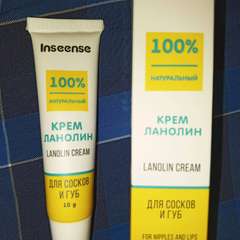 Inseense
100%
НАТУРАЛЬНЫЙ
КРЕМ
ЛАНОЛИН
LANOLIN CREAM
ДЛЯ СОСКОВ
И ГУБ
10 g
100%
НАТУРАЛЬНЫЙ
КРЕМ
ЛАНОЛИН
LANOLIN CREAM
ДЛЯ СОСКОВ
И ГУБ
FOR NIPPLES AND LIPS